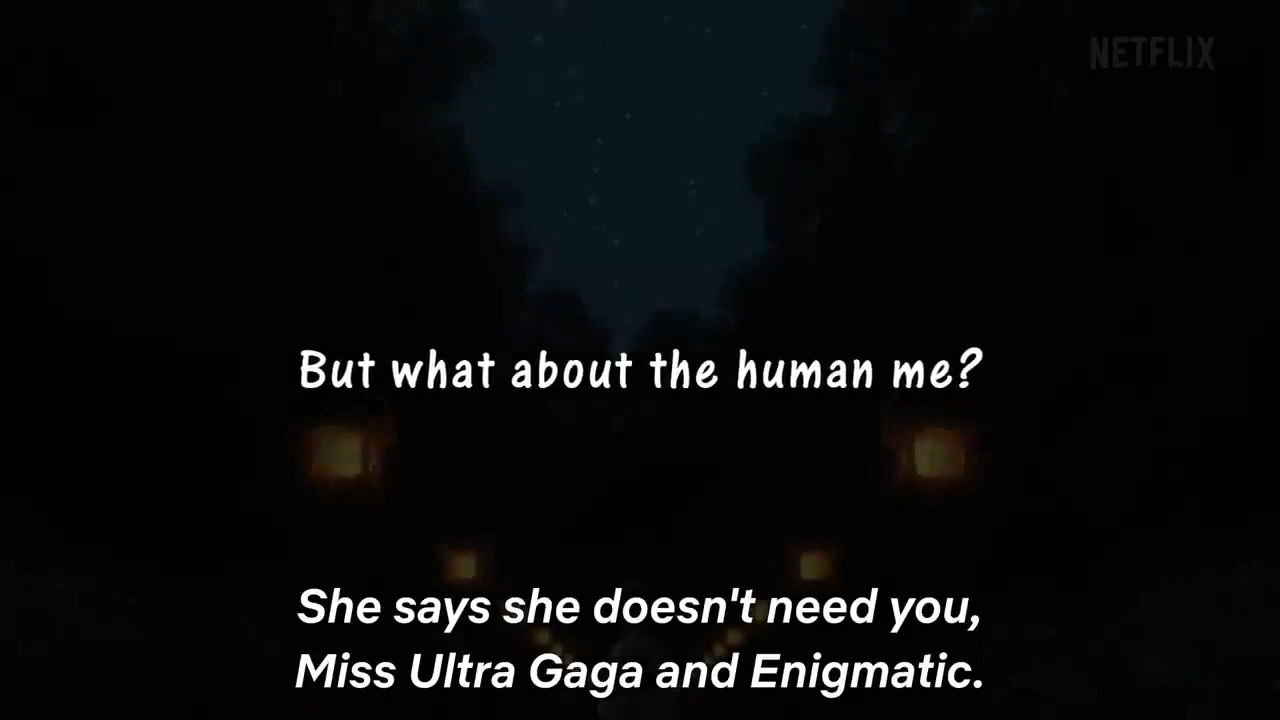 NETFLIX
But what about the human me?
She says she doesn't need you,
Miss Ultra Gaga and Enigmatic.